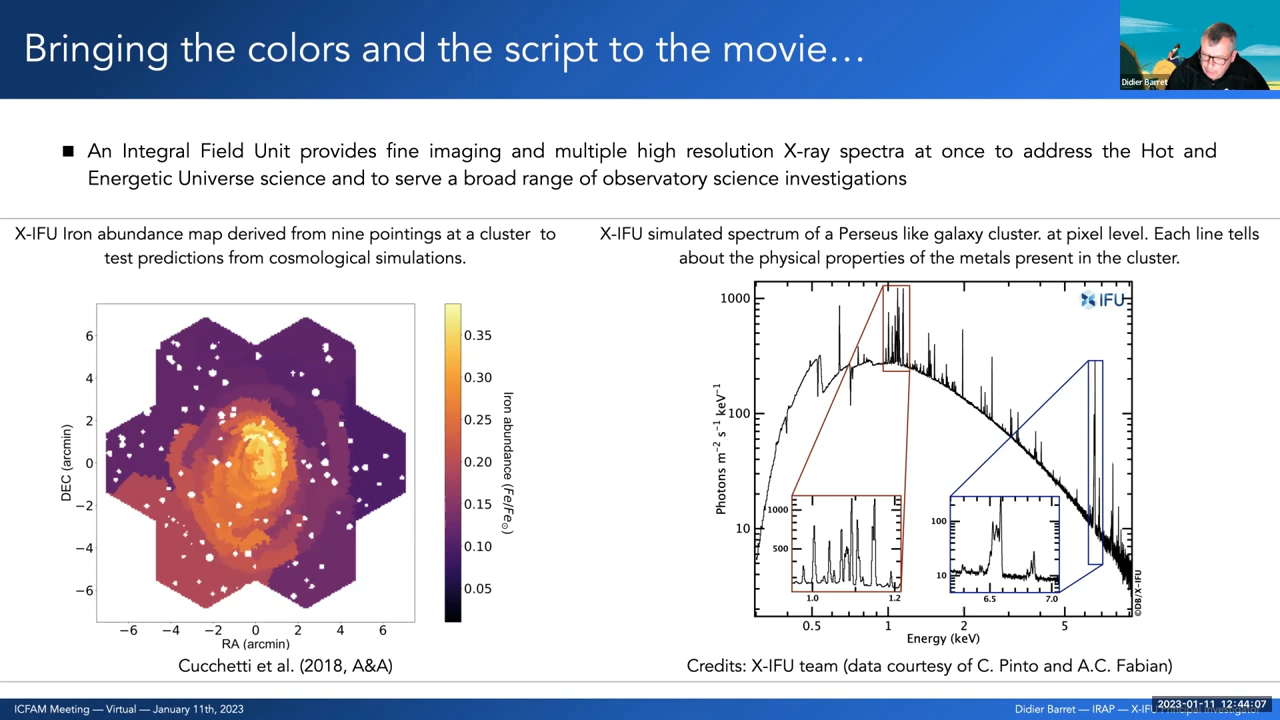 Bringing the colors and the script to the movie...
Didier Barret
■ An Integral Field Unit provides fine imaging and multiple high resolution X-ray spectra at once to address the Hot and
Energetic Universe science and to serve a broad range of observatory science investigations
X-IFU Iron abundance map derived from nine pointings at a cluster to
test predictions from cosmological simulations.
6
4
2
0
−2
−4
−6
DEC (arcmin)
−6 −4 −2 0 2 4 6
RA (arcmin)
0.35
0.30
0.25
0.20
0.15
0.10
0.05
Iron abundance (Fe/Fe⊙)
Cucchetti et al. (2018, A&A)
X-IFU simulated spectrum of a Perseus like galaxy cluster. at pixel level. Each line tells
about the physical properties of the metals present in the cluster.
X IFU
1000
100
10
Photons m⁻² s⁻¹ keV⁻¹
1000
500
1.0 1.2
100
10
6.5 7.0
0.5 1 2 5
Energy (keV)
©DB/X-IFU
Credits: X-IFU team (data courtesy of C. Pinto and A.C. Fabian)
ICFAM Meeting — Virtual — January 11th, 2023
Didier Barret — IRAP — X-IFU
2023-01-11 12:44:07